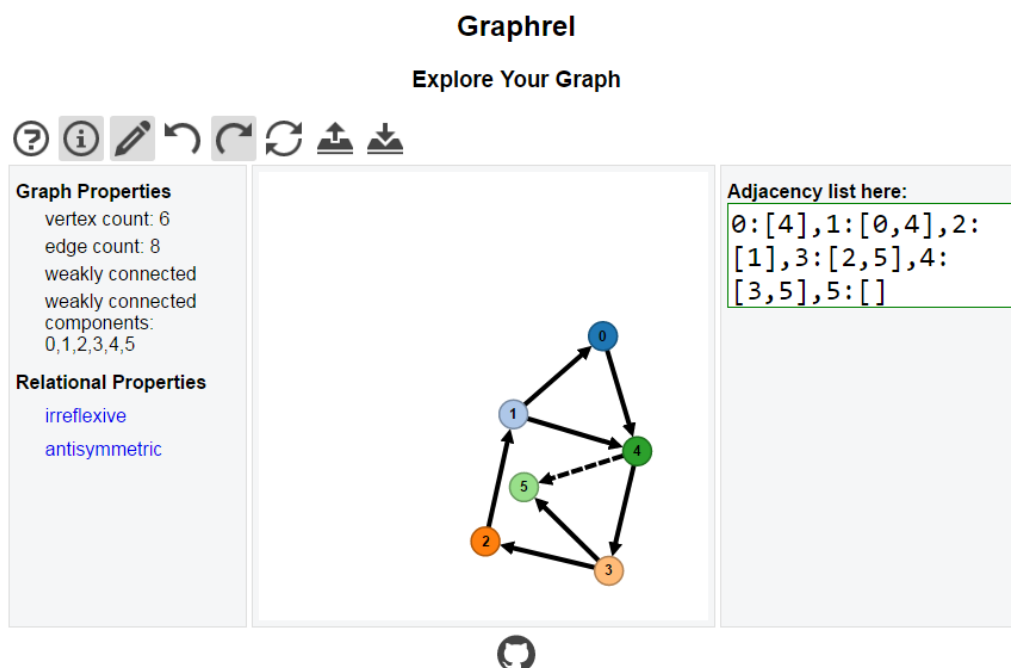 Graphrel
Explore Your Graph
Graph Properties
vertex count: 6
edge count: 8
weakly connected
weakly connected
components:
0,1,2,3,4,5
Relational Properties
irreflexive
antisymmetric
0
1
4
5
2
3
Adjacency list here:
0:[4],1:[0,4],2:
[1],3:[2,5],4:
[3,5],5:[]